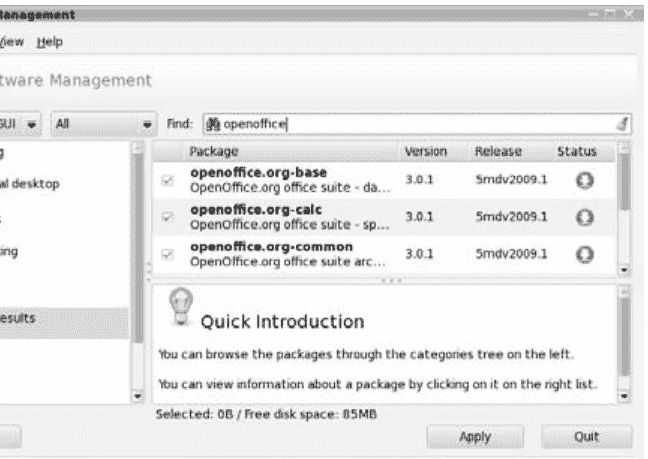 Management
View Help
tware Management
GUI All Find: openoffice
g
Package Version Release Status
al desktop
openoffice.org-base
OpenOffice.org office suite - da... 3.0.1 5mdv2009.1
s
openoffice.org-calc
OpenOffice.org office suite - sp... 3.0.1 5mdv2009.1
ing
openoffice.org-common
OpenOffice.org office suite arc... 3.0.1 5mdv2009.1
esults
Quick Introduction
You can browse the packages through the categories tree on the left.
You can view information about a package by clicking on it on the right list.
Selected: 0B / Free disk space: 85MB
Apply Quit